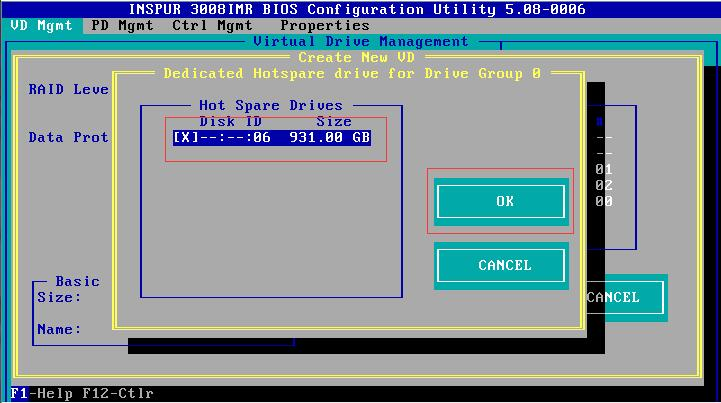 INSPUR 3008IMR BIOS Configuration Utility 5.08-0006
VD Mgmt PD Mgmt Ctrl Mgmt Properties
Virtual Drive Management
Create New VD
Dedicated Hotspare drive for Drive Group 0
RAID Leve
Hot Spare Drives
Disk ID Size
#
Data Prot
[X]--:--:06 931.00 GB
--
--
01
02
00
OK
CANCEL
Basic
Size:
CANCEL
Name:
F1-Help F12-Ctlr